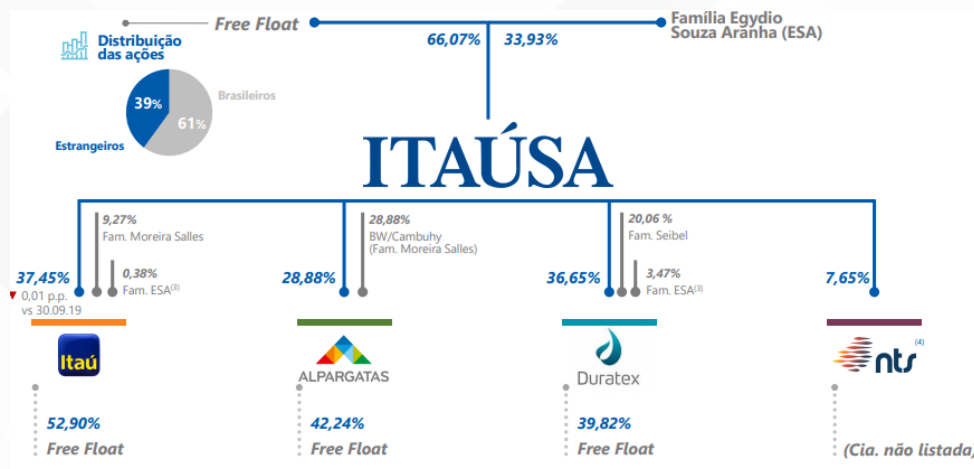 Free Float
66,07%
33,93%
Família Egydio
Souza Aranha (ESA)
Distribuição
das ações
39%
Brasileiros
61%
Estrangeiros
ITAÚSA
9,27%
Fam. Moreira Salles
0,38%
Fam. ESA(3)
37,45%
0,01 p.p.
vs 30.09.19
28,88%
BW/Cambuhy
(Fam. Moreira Salles)
28,88%
20,06 %
Fam. Seibel
3,47%
Fam. ESA(3)
36,65%
7,65%
Itaú
ALPARGATAS
Duratex
nts (4)
52,90%
Free Float
42,24%
Free Float
39,82%
Free Float
(Cia. não listada)